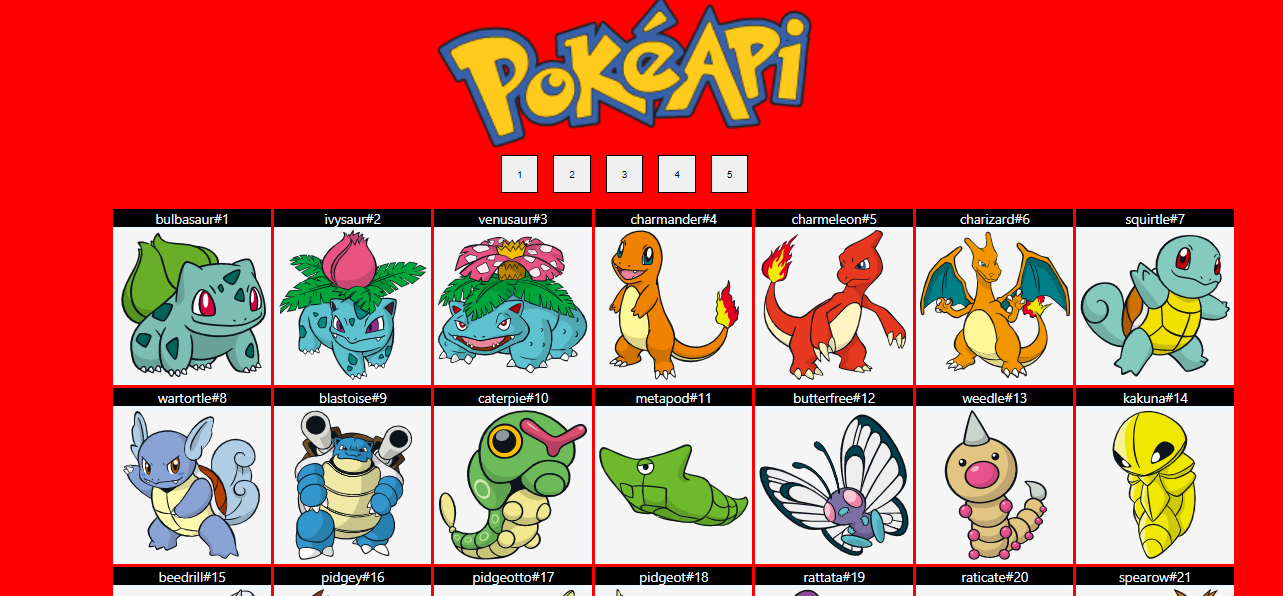 PokéApi
1 2 3 4 5
bulbasaur#1 ivysaur#2 venusaur#3 charmander#4 charmeleon#5 charizard#6 squirtle#7
wartortle#8 blastoise#9 caterpie#10 metapod#11 butterfree#12 weedle#13 kakuna#14
beedrill#15 pidgey#16 pidgeotto#17 pidgeot#18 rattata#19 raticate#20 spearow#21